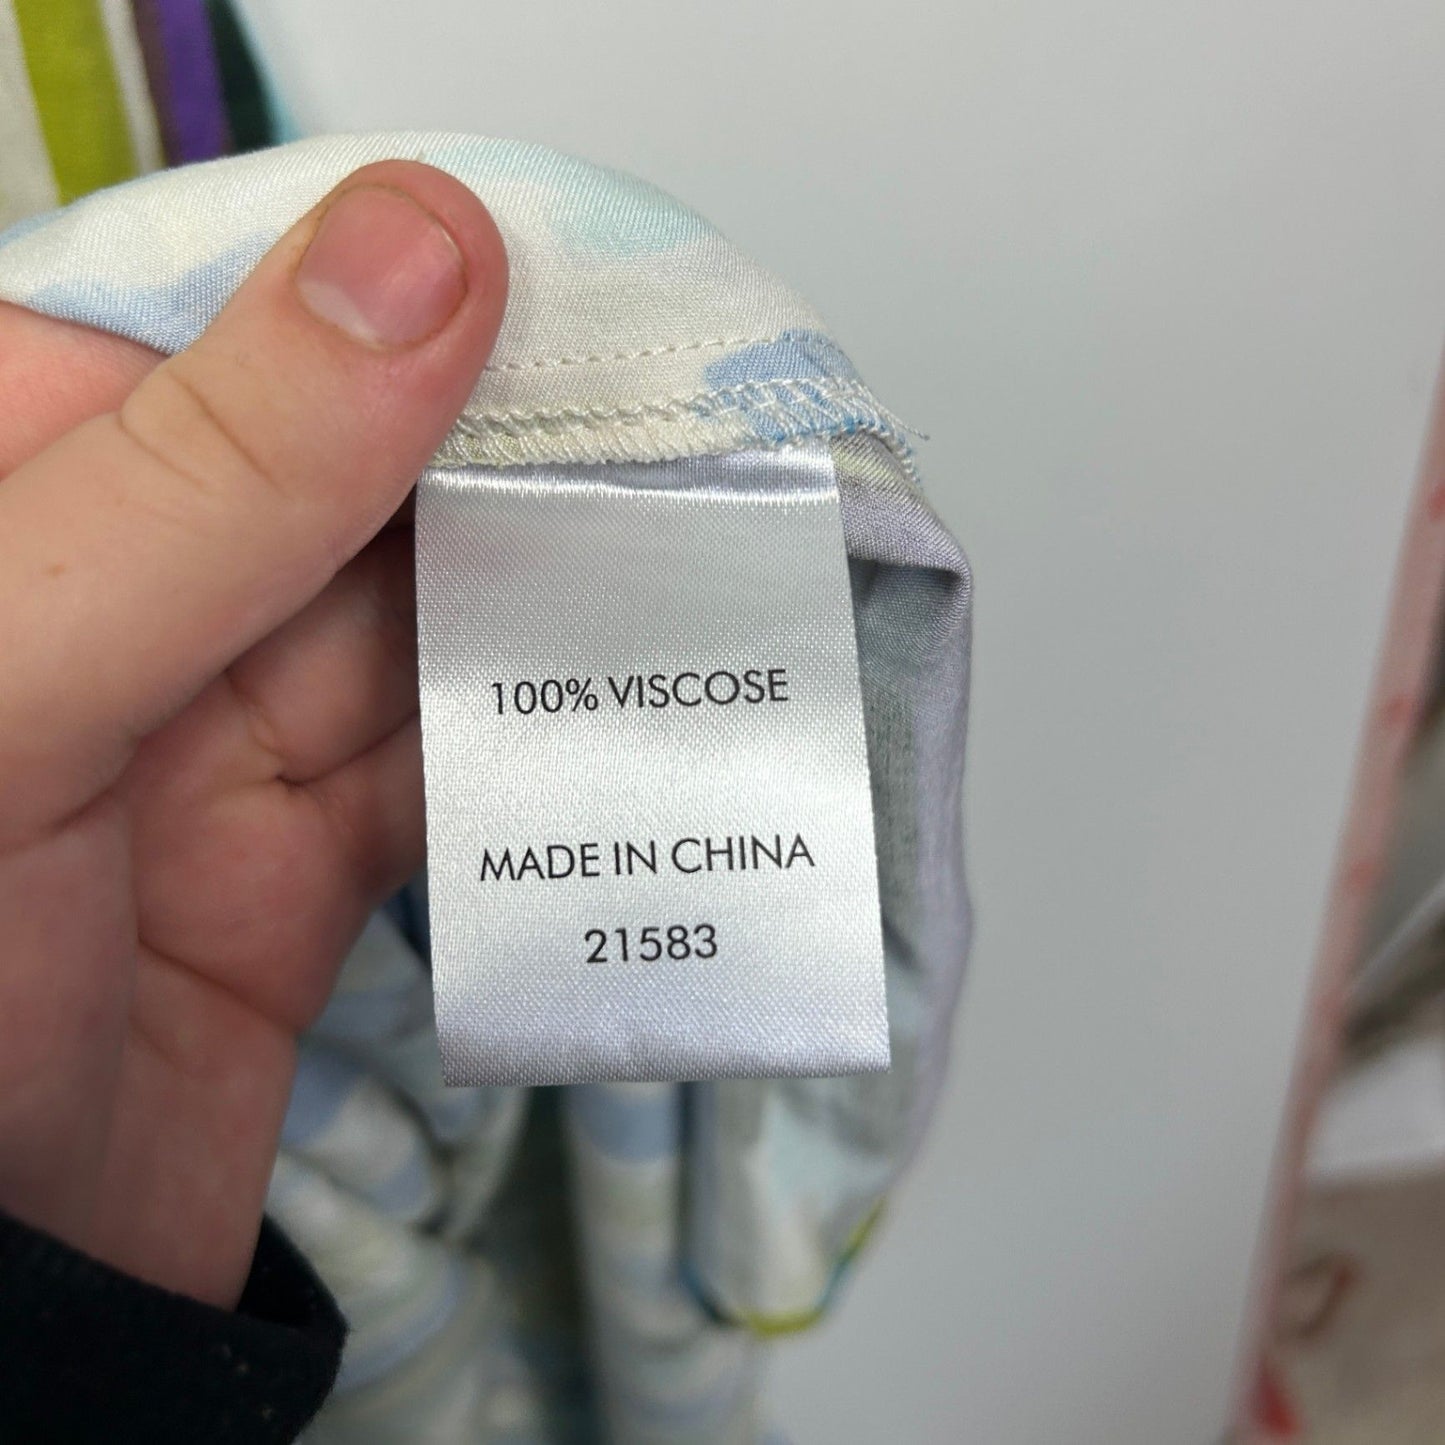 100% VISCOSE
MADE IN CHINA
21583